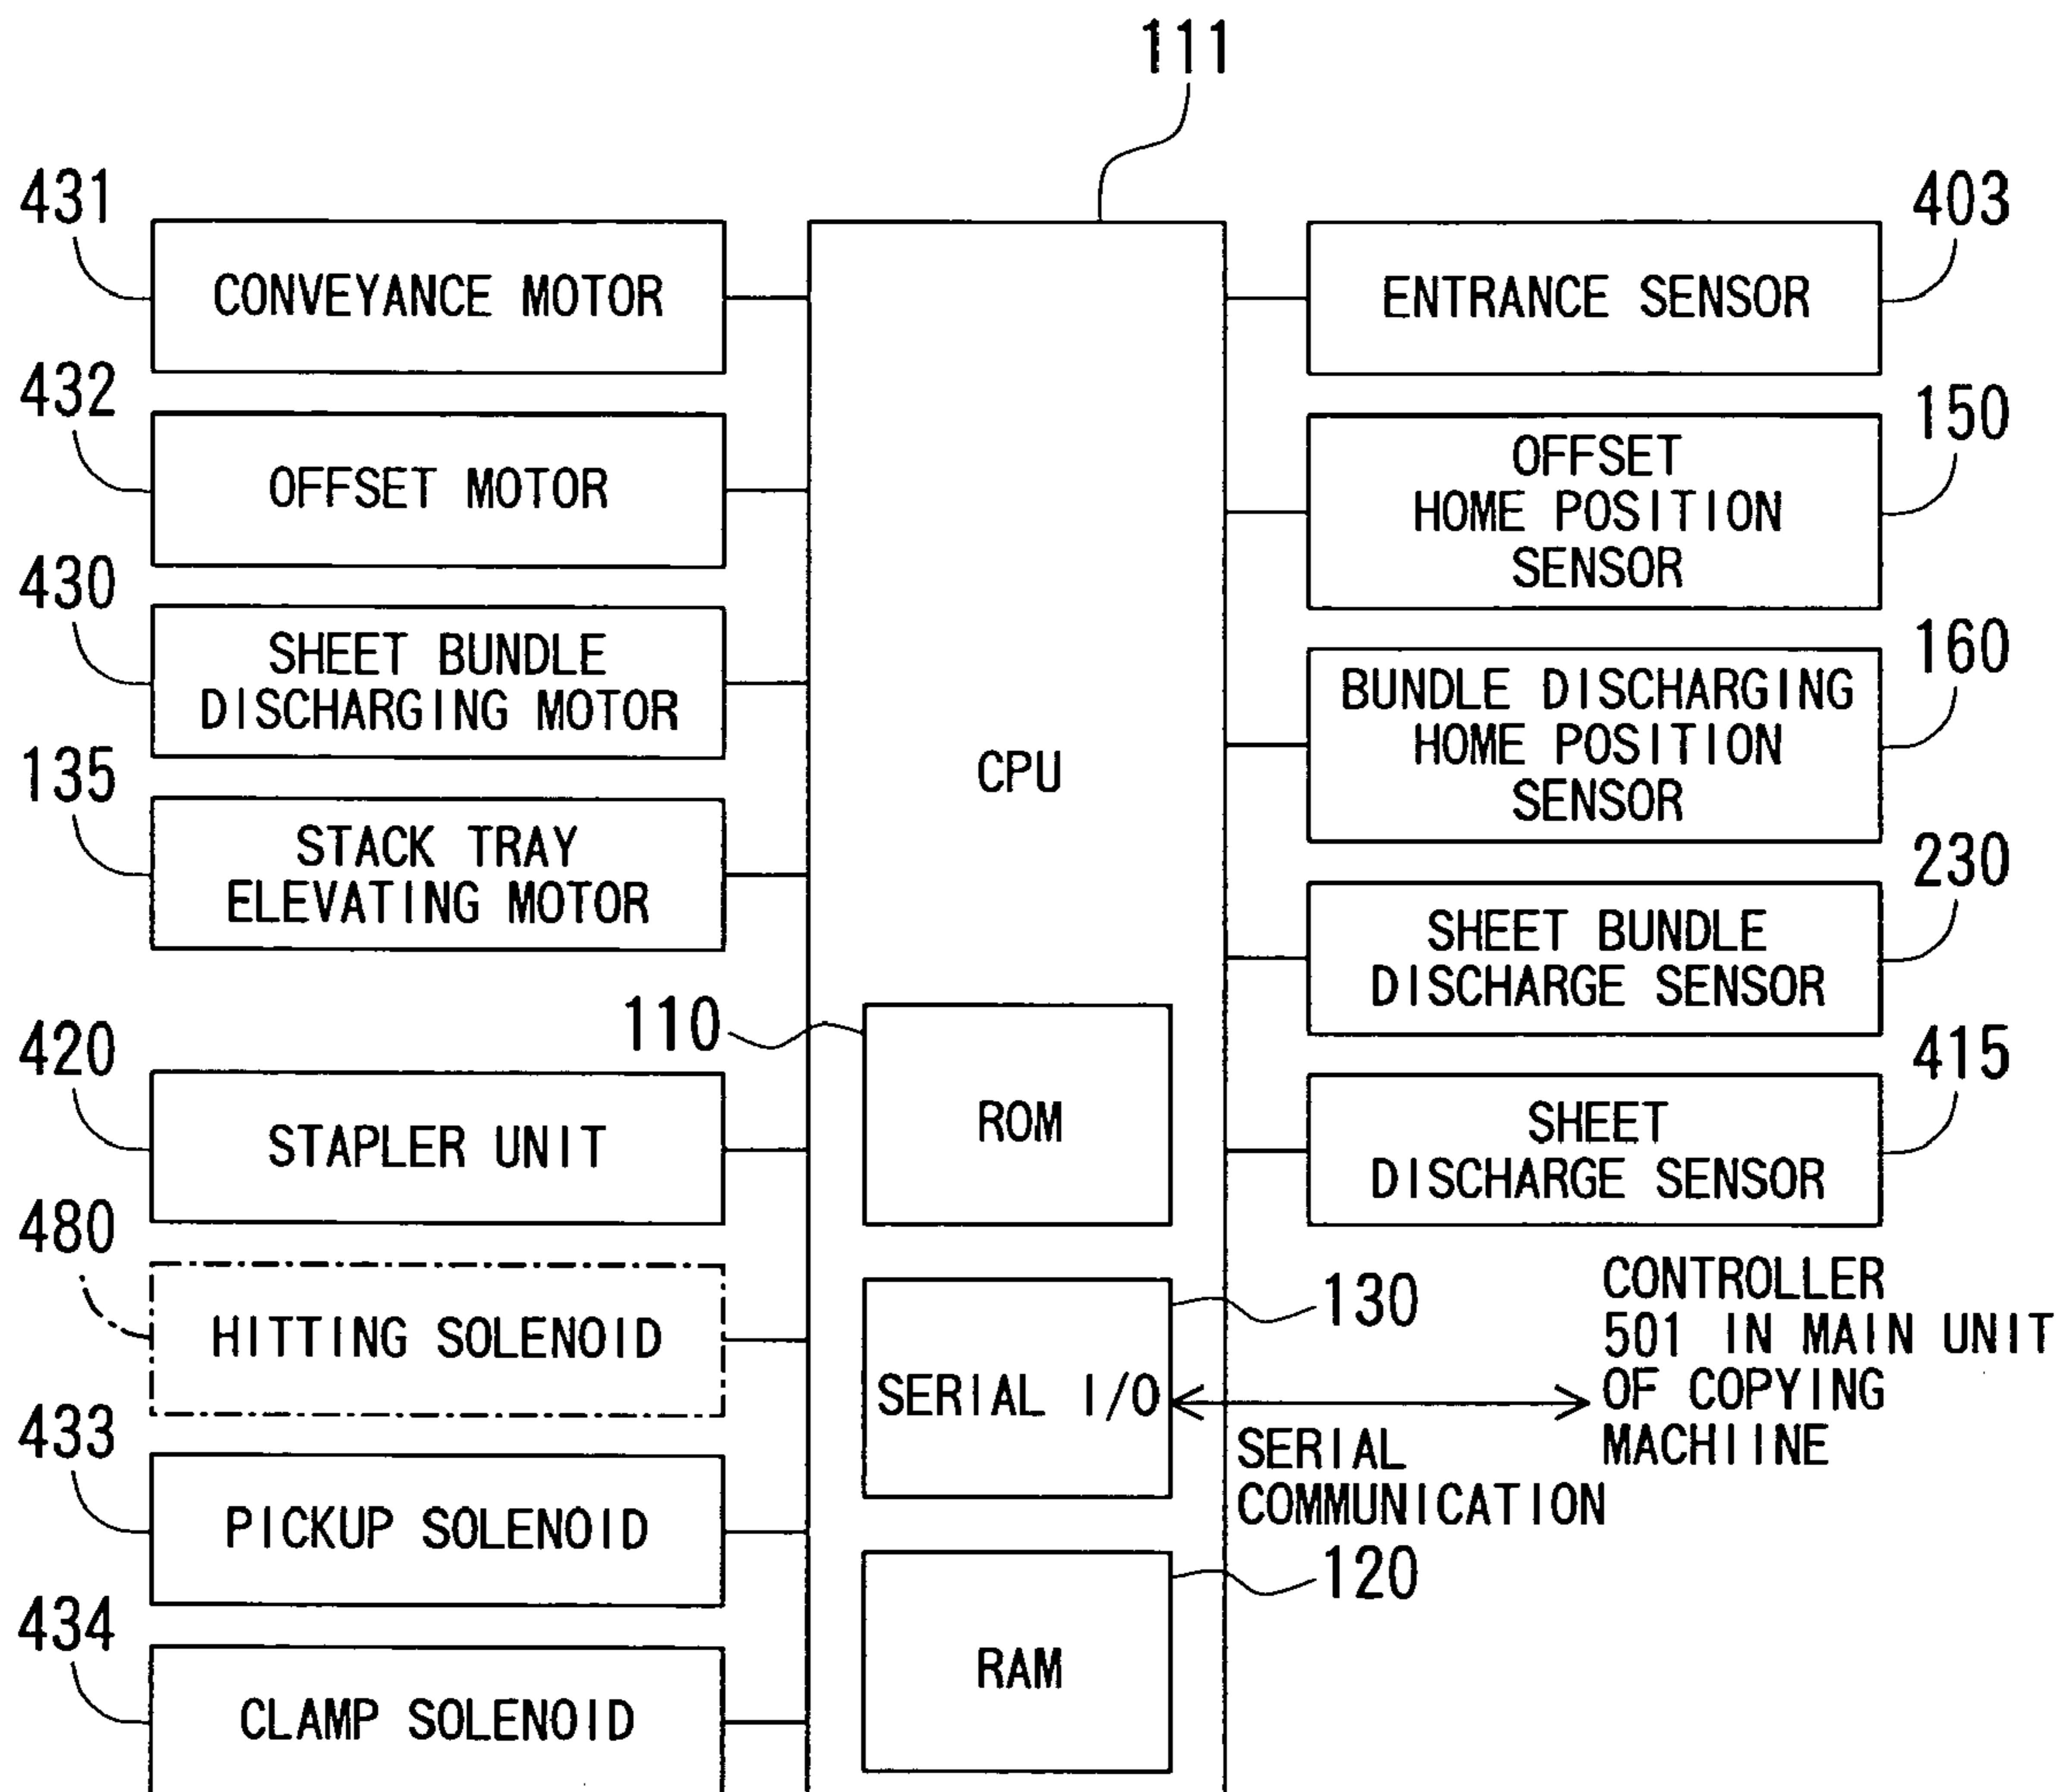 111
431
CONVEYANCE MOTOR
432
OFFSET MOTOR
430
SHEET BUNDLE
DISCHARGING MOTOR
135
STACK TRAY
ELEVATING MOTOR
420
STAPLER UNIT
480
HITTING SOLENOID
433
PICKUP SOLENOID
434
CLAMP SOLENOID
CPU
110
ROM
130
SERIAL I/O
120
RAM
403
ENTRANCE SENSOR
150
OFFSET
HOME POSITION
SENSOR
160
BUNDLE DISCHARGING
HOME POSITION
SENSOR
230
SHEET BUNDLE
DISCHARGE SENSOR
415
SHEET
DISCHARGE SENSOR
SERIAL
COMMUNICATION
CONTROLLER
501 IN MAIN UNIT
OF COPYING
MACHIINE